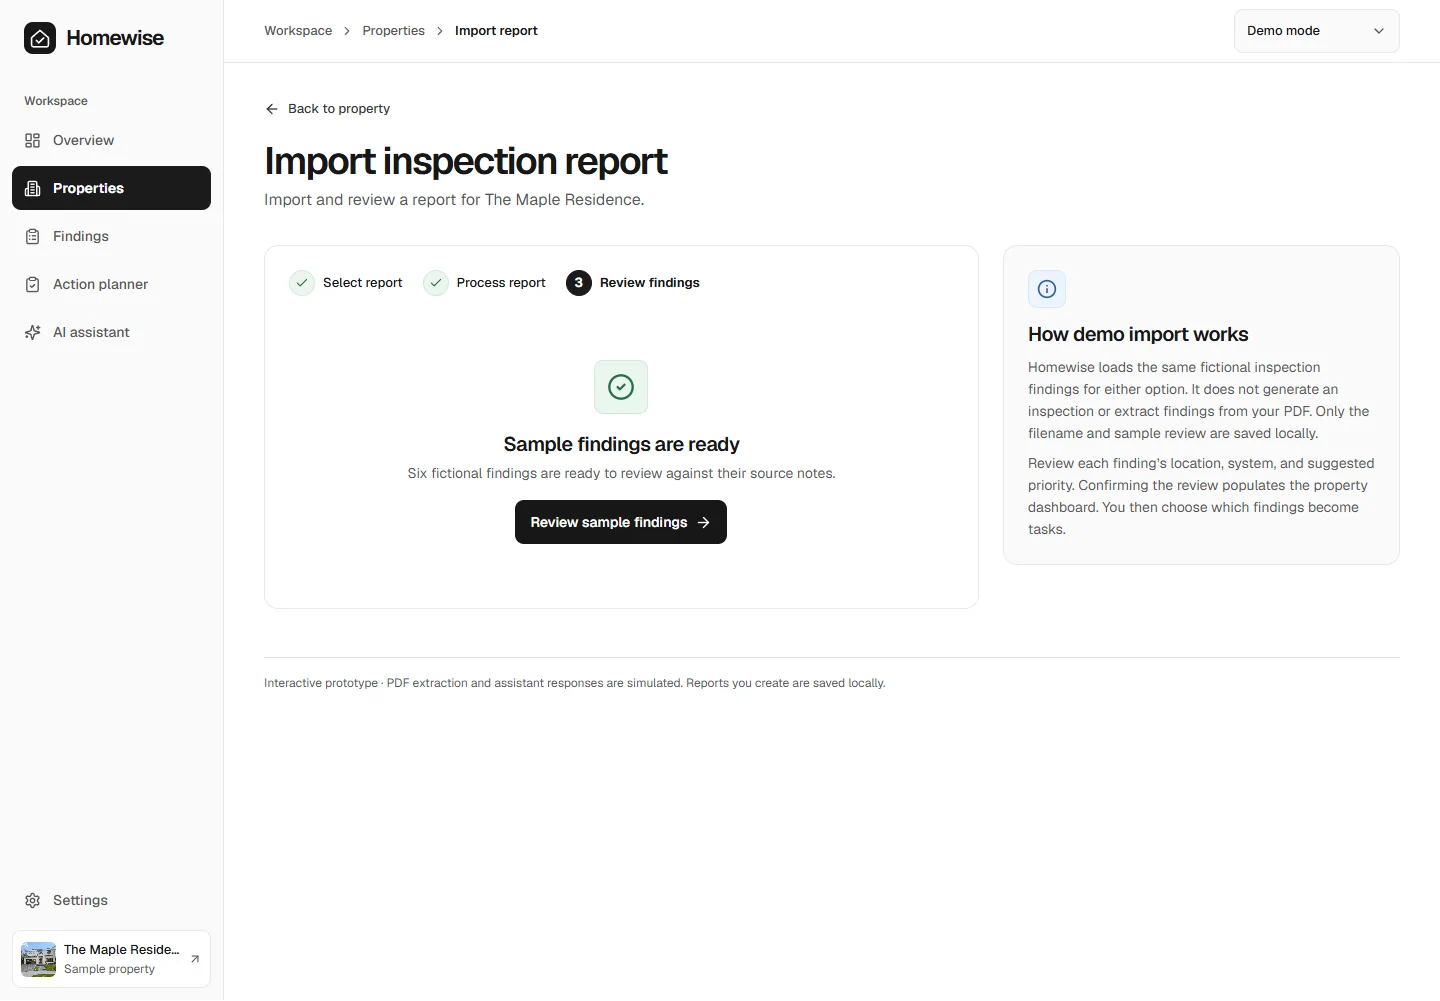 Homewise
Workspace
Overview
Properties
Findings
Action planner
AI assistant
Settings
The Maple Reside...
Sample property
Workspace > Properties > Import report
Demo mode
Back to property
Import inspection report
Import and review a report for The Maple Residence.
Select report
Process report
3 Review findings
Sample findings are ready
Six fictional findings are ready to review against their source notes.
Review sample findings
How demo import works
Homewise loads the same fictional inspection
findings for either option. It does not generate an
inspection or extract findings from your PDF. Only the
filename and sample review are saved locally.
Review each finding's location, system, and suggested
priority. Confirming the review populates the property
dashboard. You then choose which findings become
tasks.
Interactive prototype · PDF extraction and assistant responses are simulated. Reports you create are saved locally.